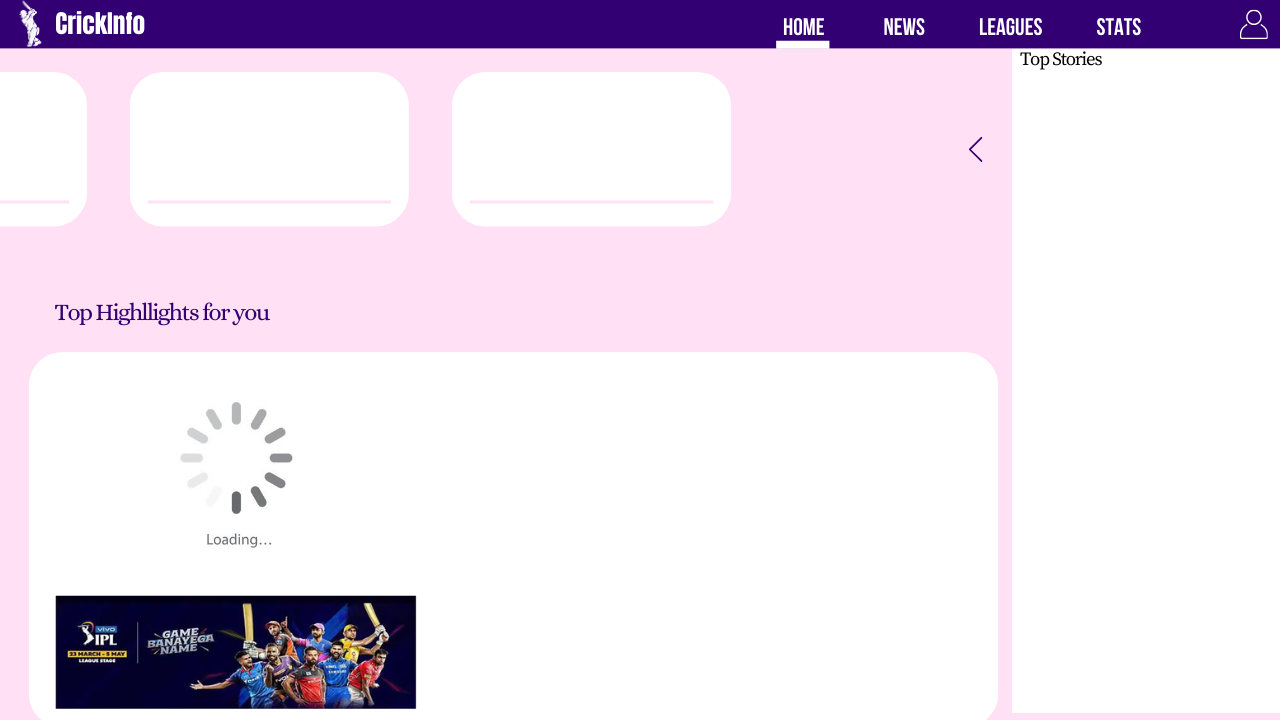 CrickInfo
HOME NEWS LEAGUES STATS
Top Stories
Top Highllights for you
Loading...
VIVO
IPL
23 MARCH - 5 MAY
LEAGUE STAGE
GAME
BANAYEGA
NAME